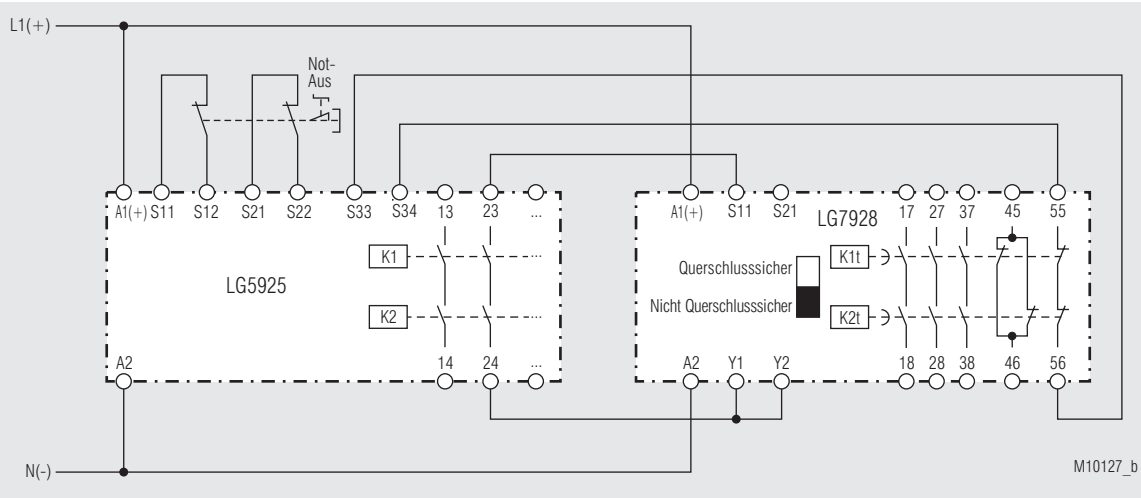 L1(+)
Not-
Aus
A1(+) S11 S12 S21 S22 S33 S34 13 23 ...
K1 ...
LG5925
K2 ...
A2 14 24 ...
A1(+) S11 S21 LG7928 17 27 37 45 55
Querschlusssicher K1t
Nicht Querschlusssicher K2t
A2 Y1 Y2 18 28 38 46 56
N(-)
M10127_b